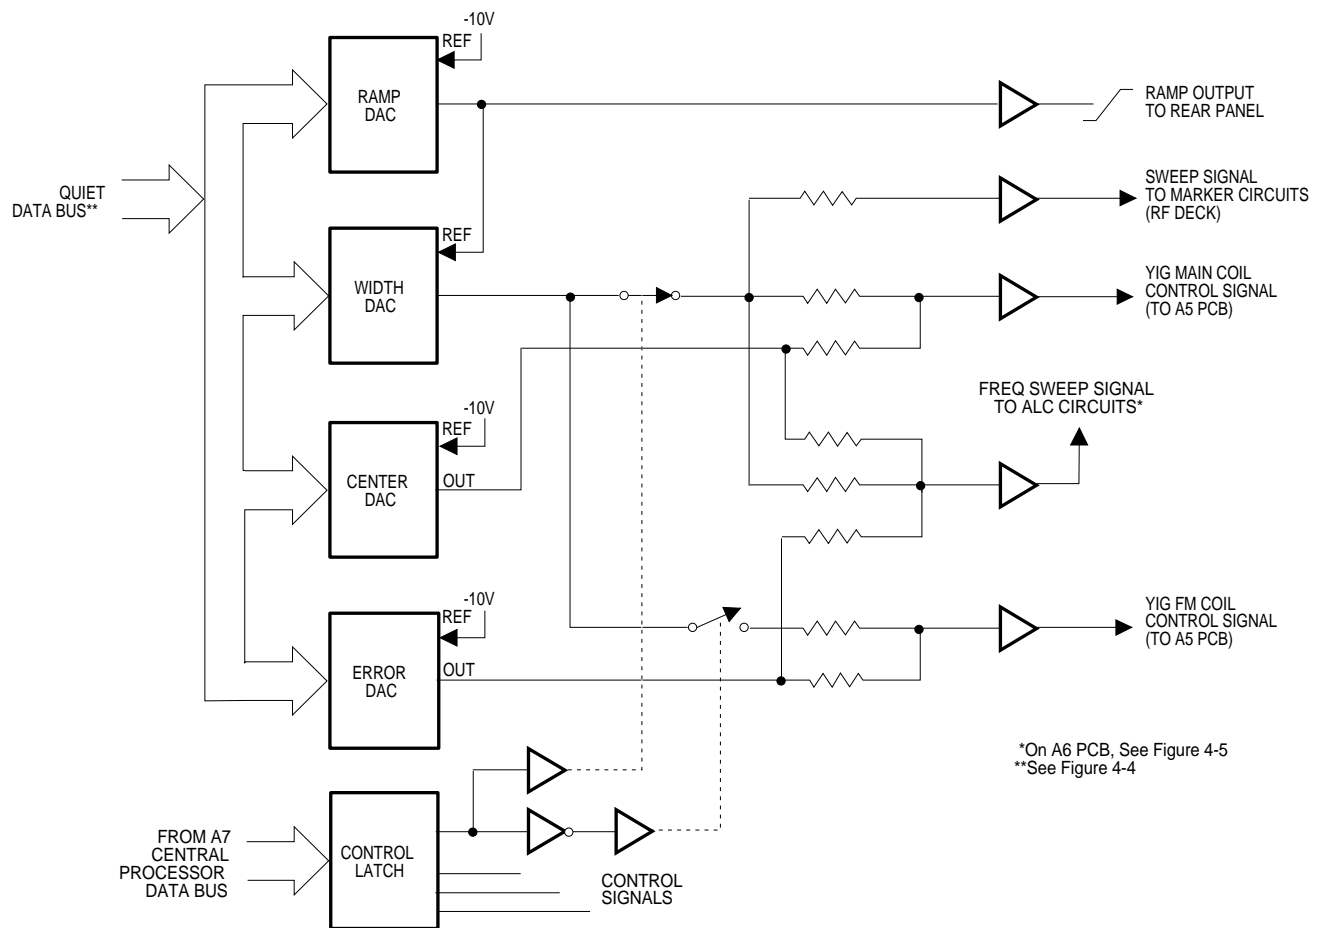 -10V
REF
RAMP
DAC
RAMP OUTPUT
TO REAR PANEL
QUIET
DATA BUS**
SWEEP SIGNAL
TO MARKER CIRCUITS
(RF DECK)
REF
WIDTH
DAC
YIG MAIN COIL
CONTROL SIGNAL
(TO A5 PCB)
FREQ SWEEP SIGNAL
TO ALC CIRCUITS*
-10V
REF
CENTER
DAC
OUT
-10V
REF
ERROR
DAC
OUT
YIG FM COIL
CONTROL SIGNAL
(TO A5 PCB)
*On A6 PCB, See Figure 4-5
**See Figure 4-4
FROM A7
CENTRAL
PROCESSOR
DATA BUS
CONTROL
LATCH
CONTROL
SIGNALS